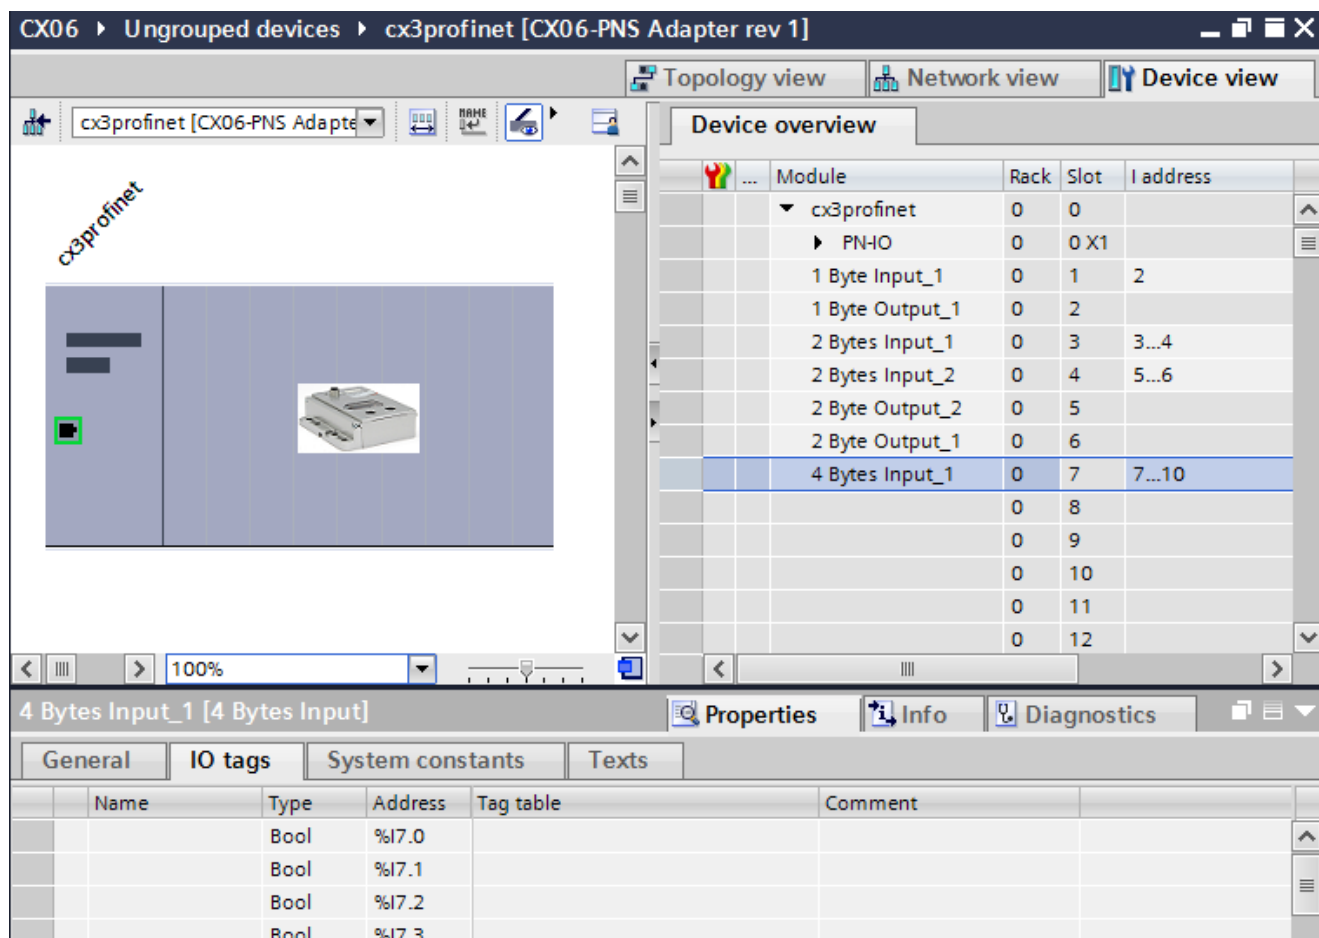 CX06 ▸ Ungrouped devices ▸ cx3profinet [CX06-PNS Adapter rev 1]
Topology view Network view Device view
cx3profinet [CX06-PNS Adapte NAME
Device overview
... Module Rack Slot I address
cx3profinet 0 0
PN-IO 0 0 X1
1 Byte Input_1 0 1 2
1 Byte Output_1 0 2
2 Bytes Input_1 0 3 3...4
2 Bytes Input_2 0 4 5...6
2 Byte Output_2 0 5
2 Byte Output_1 0 6
4 Bytes Input_1 0 7 7...10
0 8
0 9
0 10
0 11
0 12
cx3profinet
100%
4 Bytes Input_1 [4 Bytes Input]
Properties Info Diagnostics
General IO tags System constants Texts
Name Type Address Tag table Comment
Bool %I7.0
Bool %I7.1
Bool %I7.2
Bool %I7.3